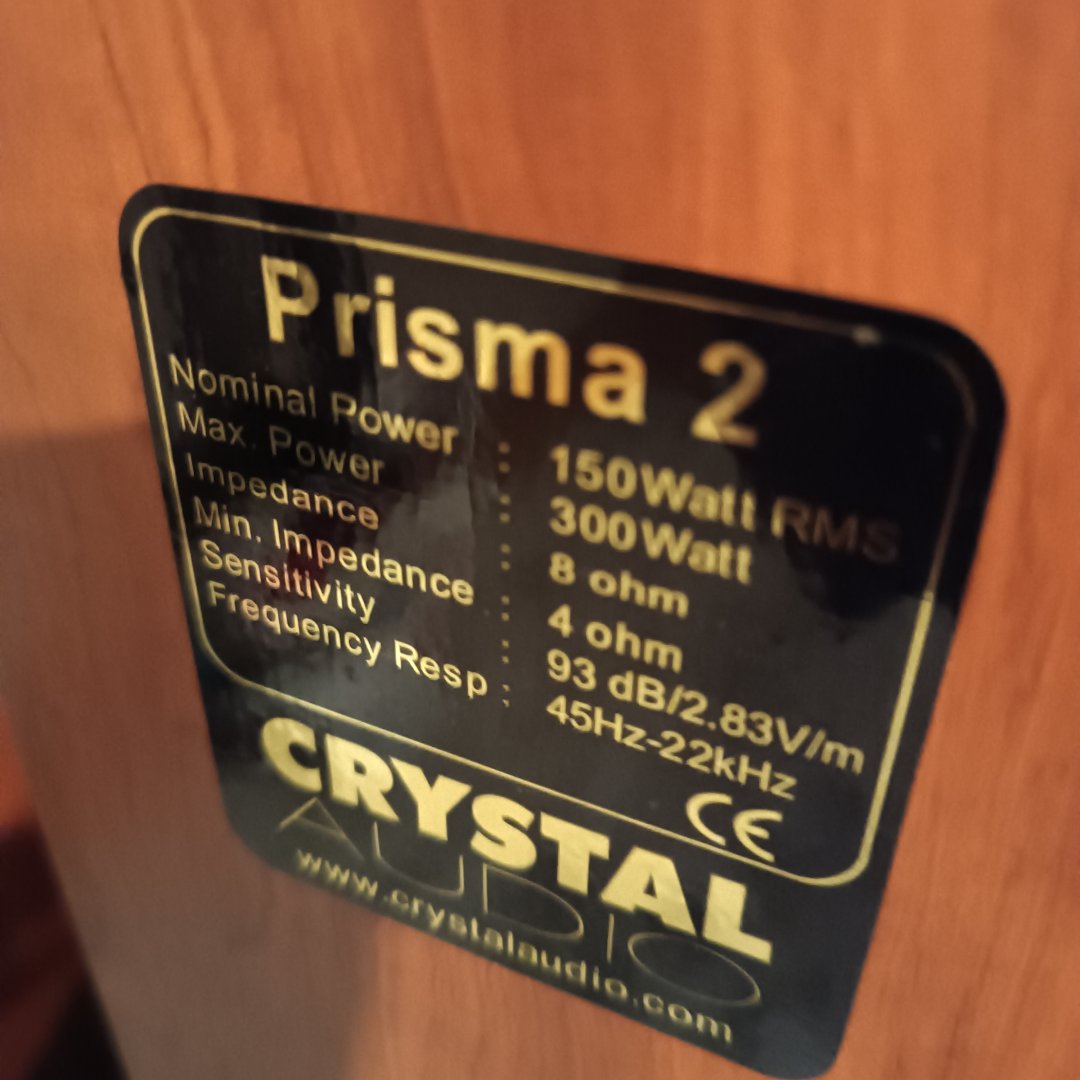 Prisma 2
Nominal Power : 150Watt RMS
Max. Power : 300Watt
Impedance : 8 ohm
Min. Impedance : 4 ohm
Sensitivity : 93 dB/2.83V/m
Frequency Resp : 45Hz-22kHz
CE
CRYSTAL
AUDIO
www.crystalaudio.com